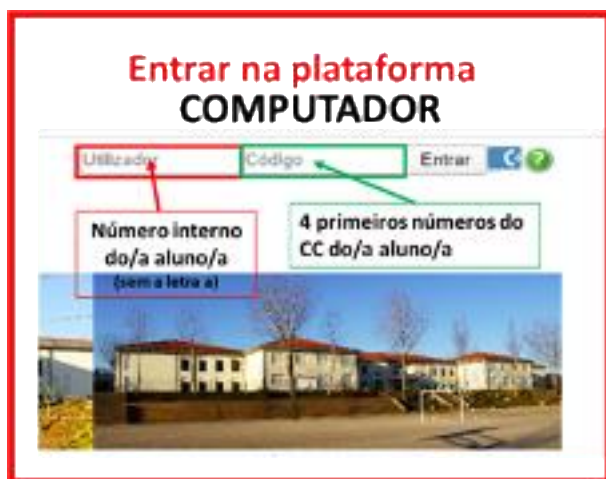 Entrar na plataforma
COMPUTADOR
Utilizador Código Entrar ?
Número interno
do/a aluno/a
(sem a letra a)
4 primeiros números do
CC do/a aluno/a